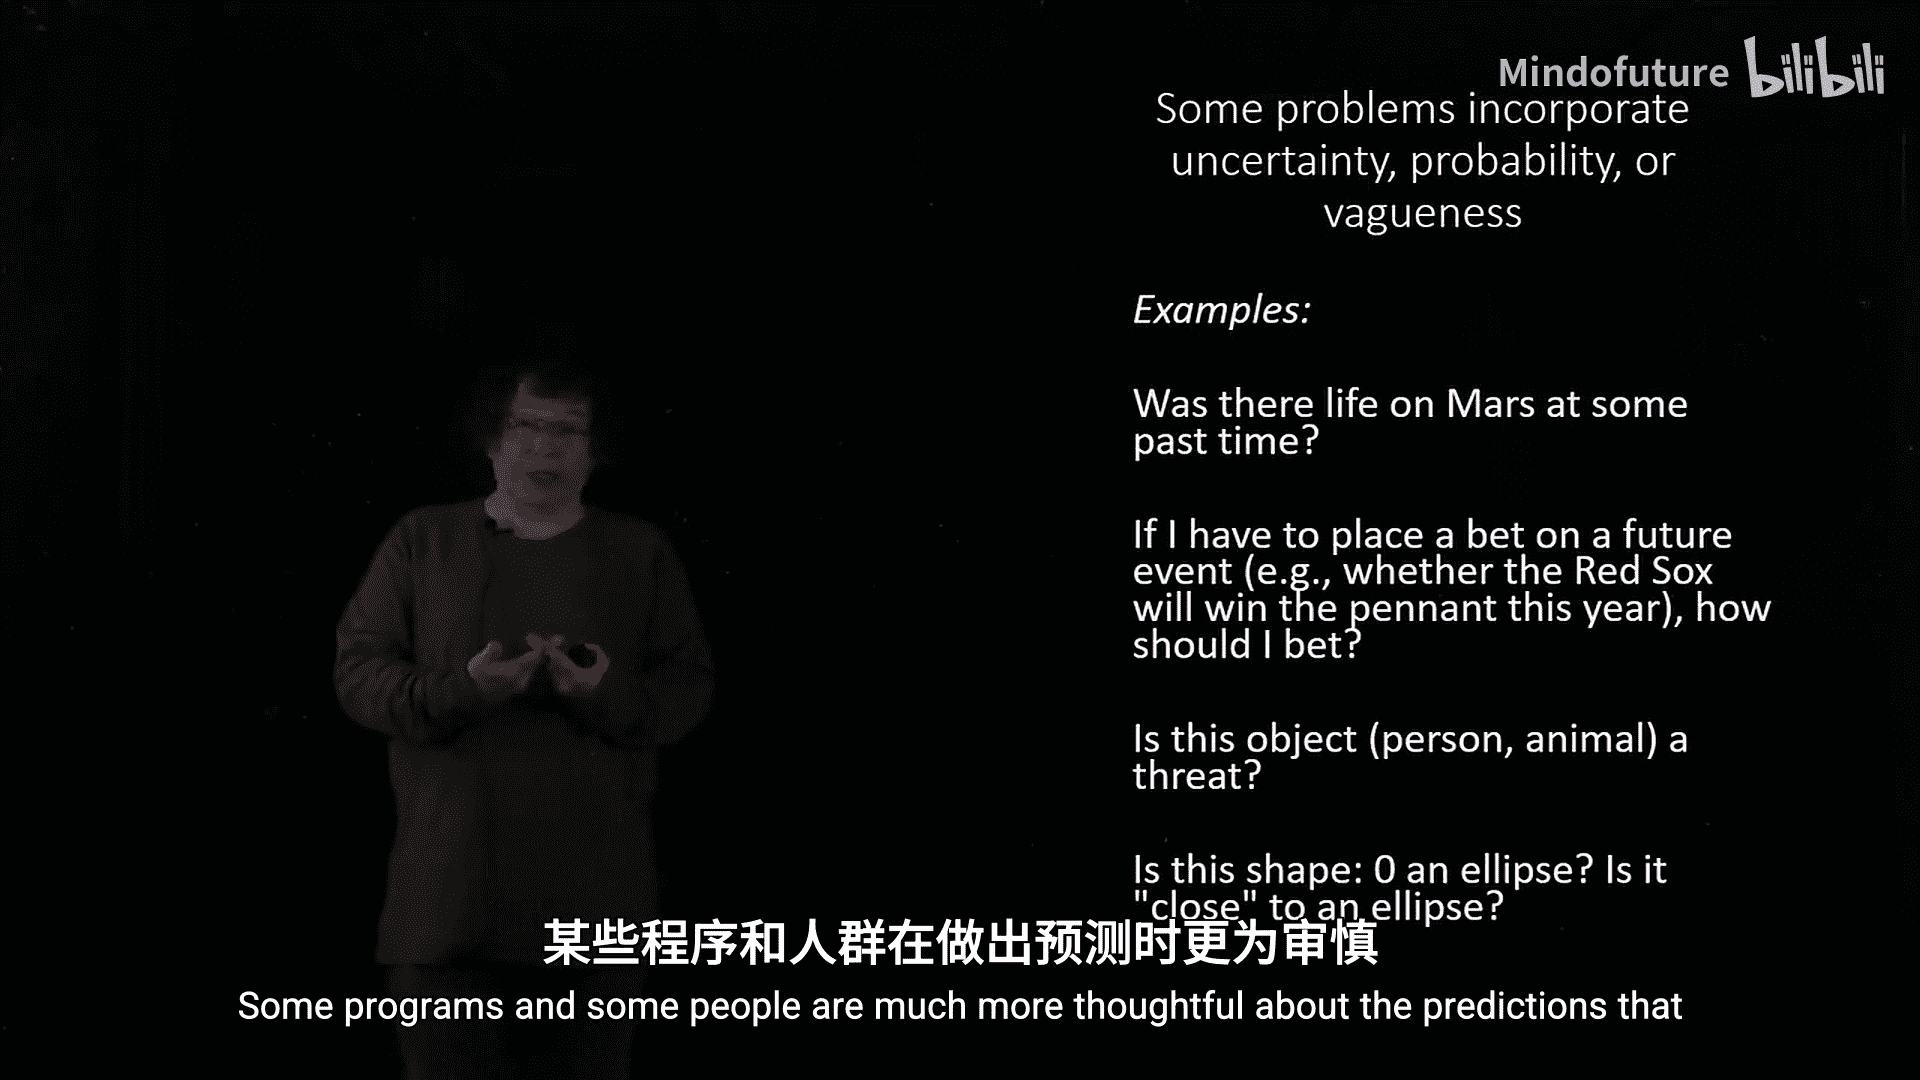 Mindofuture bilibili
Some problems incorporate
uncertainty, probability, or
vagueness
Examples:
Was there life on Mars at some
past time?
If I have to place a bet on a future
event (e.g., whether the Red Sox
will win the pennant this year), how
should I bet?
Is this object (person, animal) a
threat?
Is this shape: 0 an ellipse? Is it
"close" to an ellipse?
某些程序和人群在做出预测时更为审慎
Some programs and some people are much more thoughtful about the predictions that